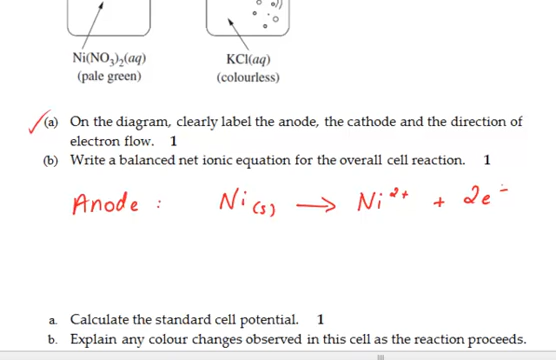 Ni(NO₃)₂(aq) KCl(aq)
(pale green) (colourless)
(a) On the diagram, clearly label the anode, the cathode and the direction of
electron flow. 1
(b) Write a balanced net ionic equation for the overall cell reaction. 1
Anode : Ni(s) → Ni²⁺ + 2e⁻
a. Calculate the standard cell potential. 1
b. Explain any colour changes observed in this cell as the reaction proceeds.